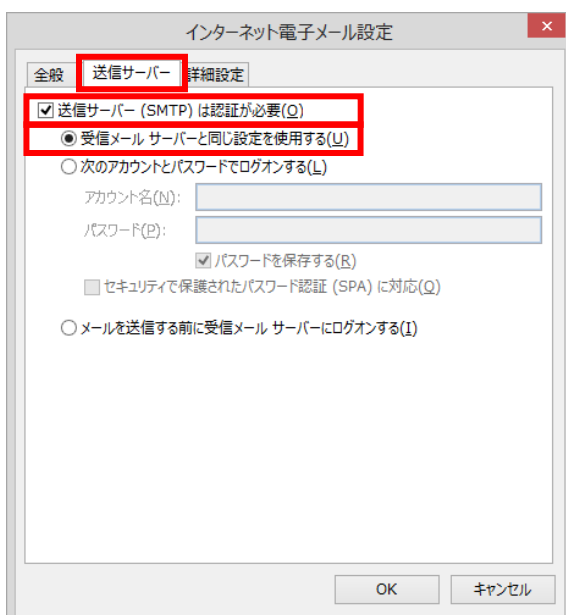 インターネット電子メール設定
×
全般 送信サーバー 詳細設定
送信サーバー (SMTP) は認証が必要(O)
受信メール サーバーと同じ設定を使用する(U)
次のアカウントとパスワードでログオンする(L)
アカウント名(N):
パスワード(P):
パスワードを保存する(R)
セキュリティで保護されたパスワード認証 (SPA) に対応(Q)
メールを送信する前に受信メール サーバーにログオンする(I)
OK キャンセル